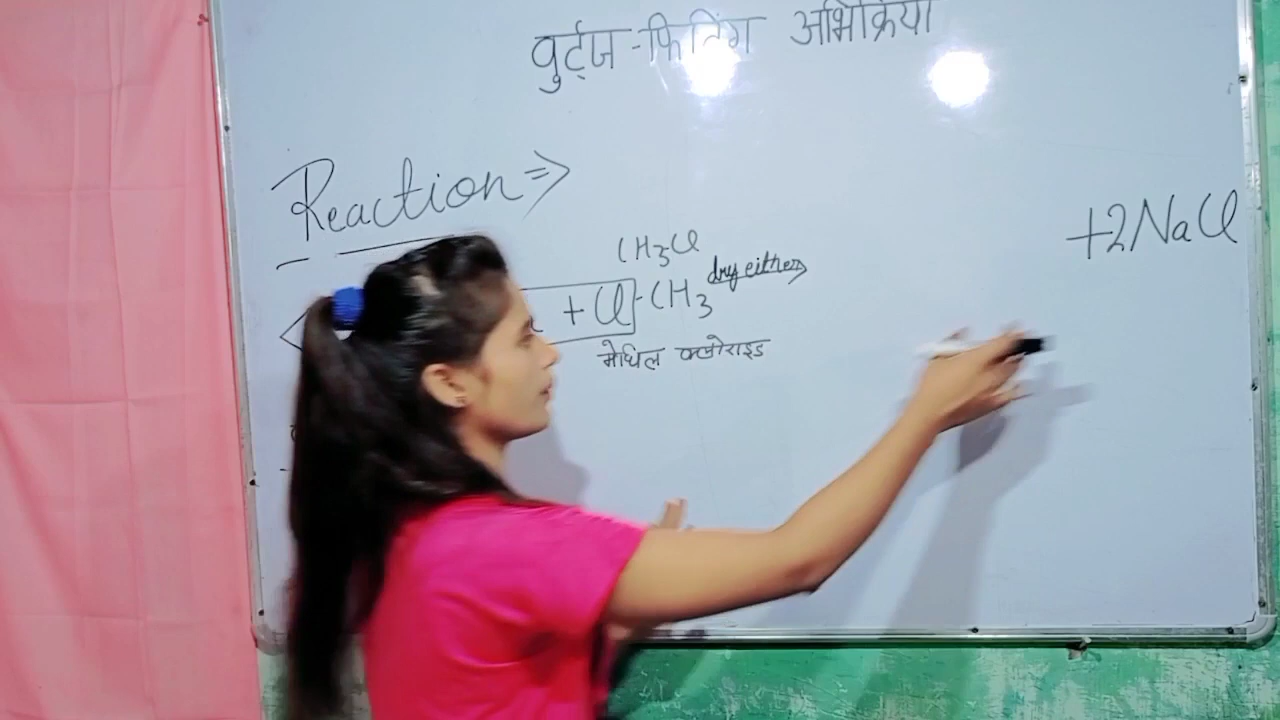 वुर्ट्ज-फिटिंग अभिक्रिया
Reaction ⇒
+2NaCl
CH₃Cl
+ Cl-CH₃ dry either
मेथिल क्लोराइड